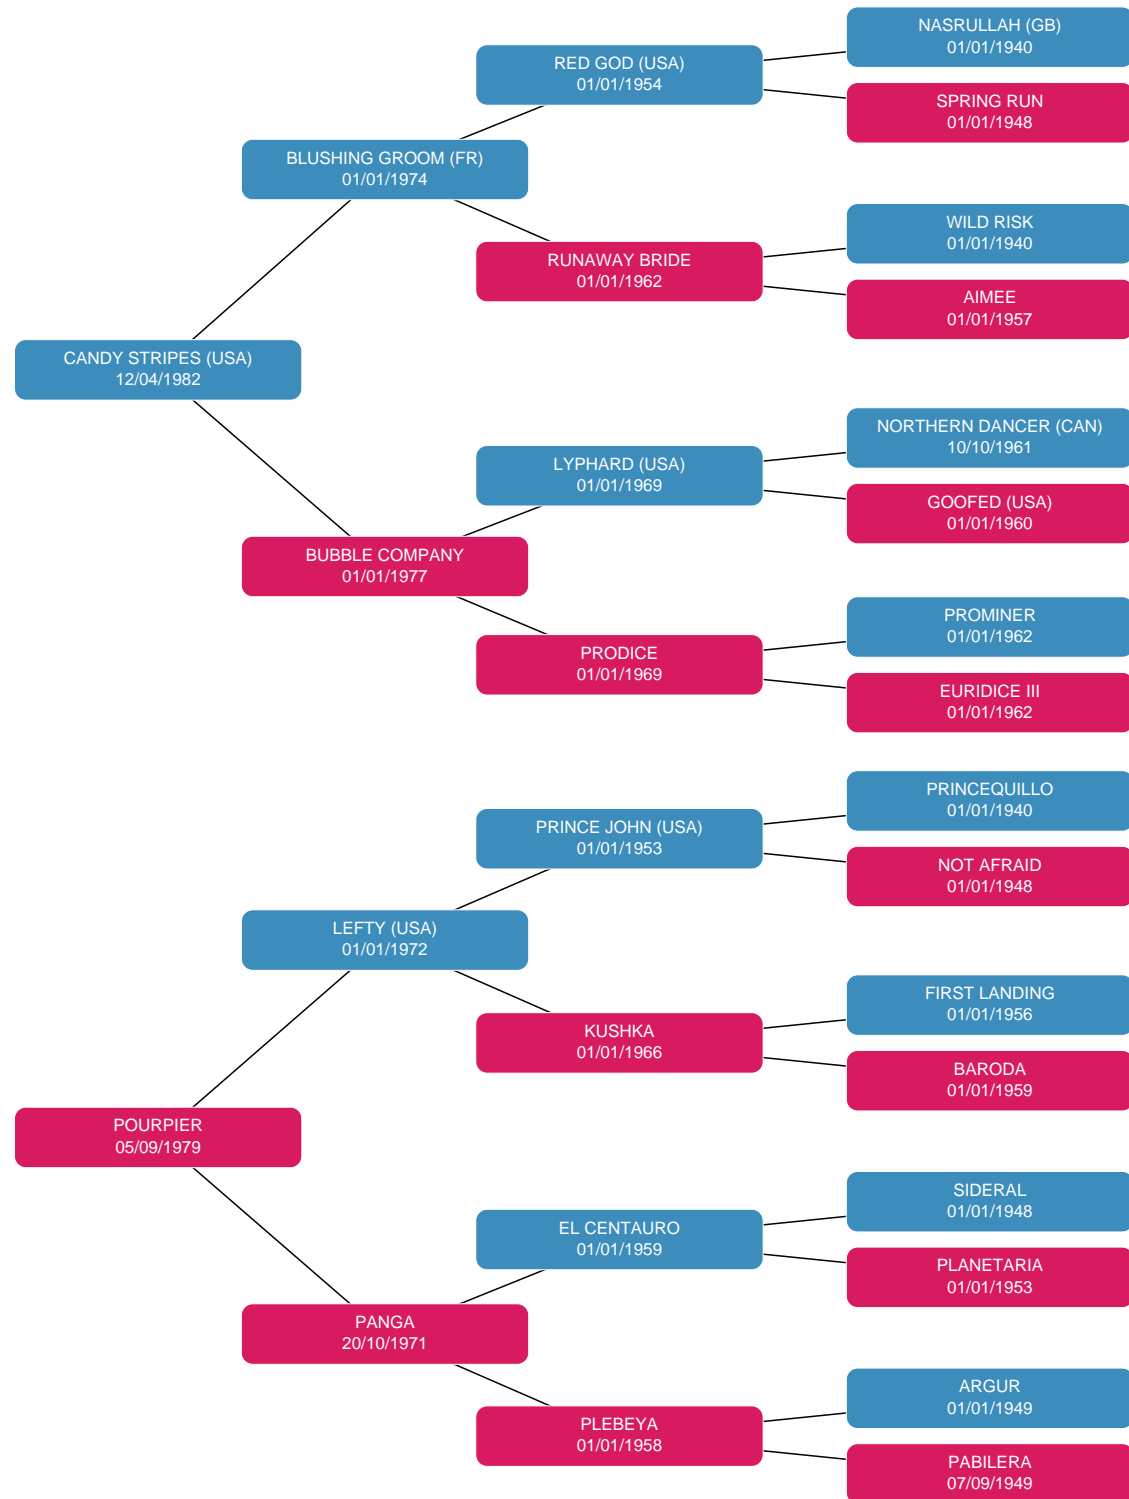 NASRULLAH (GB)
01/01/1940
RED GOD (USA)
01/01/1954
SPRING RUN
01/01/1948
BLUSHING GROOM (FR)
01/01/1974
WILD RISK
01/01/1940
RUNAWAY BRIDE
01/01/1962
AIMEE
01/01/1957
CANDY STRIPES (USA)
12/04/1982
NORTHERN DANCER (CAN)
10/10/1961
LYPHARD (USA)
01/01/1969
GOOFED (USA)
01/01/1960
BUBBLE COMPANY
01/01/1977
PROMINER
01/01/1962
PRODICE
01/01/1969
EURIDICE III
01/01/1962
PRINCEQUILLO
01/01/1940
PRINCE JOHN (USA)
01/01/1953
NOT AFRAID
01/01/1948
LEFTY (USA)
01/01/1972
FIRST LANDING
01/01/1956
KUSHKA
01/01/1966
BARODA
01/01/1959
POURPIER
05/09/1979
SIDERAL
01/01/1948
EL CENTAURO
01/01/1959
PLANETARIA
01/01/1953
PANGA
20/10/1971
ARGUR
01/01/1949
PLEBEYA
01/01/1958
PABILERA
07/09/1949